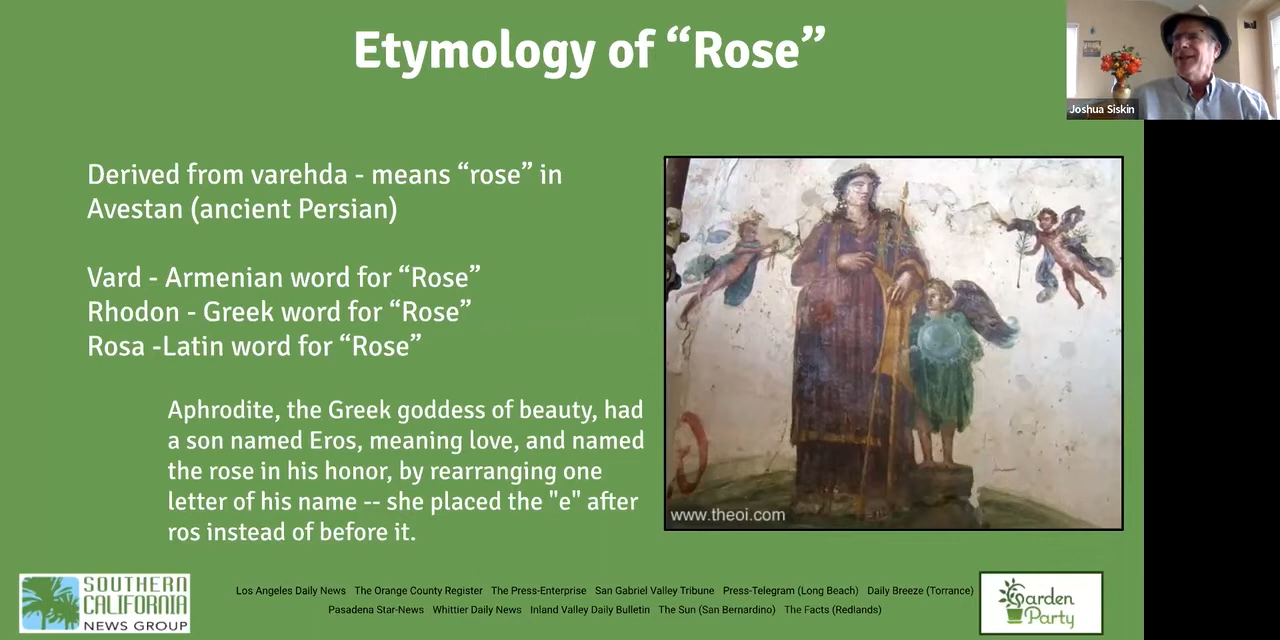 Etymology of “Rose”
Joshua Siskin
Derived from varehda - means “rose” in
Avestan (ancient Persian)
Vard - Armenian word for “Rose”
Rhodon - Greek word for “Rose”
Rosa -Latin word for “Rose”
Aphrodite, the Greek goddess of beauty, had
a son named Eros, meaning love, and named
the rose in his honor, by rearranging one
letter of his name -- she placed the "e" after
ros instead of before it.
www.theoi.com
SOUTHERN
CALIFORNIA
NEWS GROUP
Los Angeles Daily News The Orange County Register The Press-Enterprise San Gabriel Valley Tribune Press-Telegram (Long Beach) Daily Breeze (Torrance)
Pasadena Star-News Whittier Daily News Inland Valley Daily Bulletin The Sun (San Bernardino) The Facts (Redlands)
Garden
Party